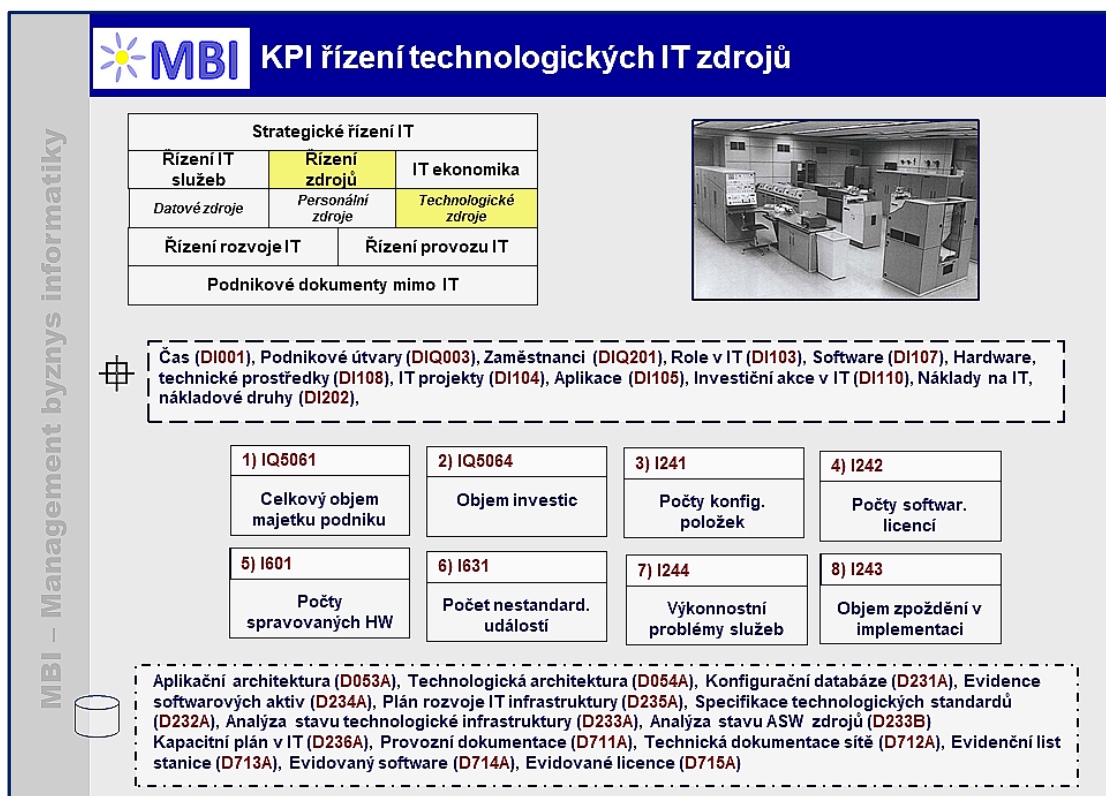 MBI
KPI řízení technologických IT zdrojů
MBI – Management byznys informatiky
Strategické řízení IT
Řízení IT služeb
Řízení zdrojů
IT ekonomika
Datové zdroje
Personální zdroje
Technologické zdroje
Řízení rozvoje IT
Řízení provozu IT
Podnikové dokumenty mimo IT
Čas (DI001), Podnikové útvary (DIQ003), Zaměstnanci (DIQ201), Role v IT (DI103), Software (DI107), Hardware,
technické prostředky (DI108), IT projekty (DI104), Aplikace (DI105), Investiční akce v IT (DI110), Náklady na IT,
nákladové druhy (DI202),
1) IQ5061
Celkový objem
majetku podniku
2) IQ5064
Objem investic
3) I241
Počty konfig.
položek
4) I242
Počty softwar.
licencí
5) I601
Počty
spravovaných HW
6) I631
Počet nestandard.
událostí
7) I244
Výkonnostní
problémy služeb
8) I243
Objem zpoždění v
implementaci
Aplikační architektura (D053A), Technologická architektura (D054A), Konfigurační databáze (D231A), Evidence
softwarových aktiv (D234A), Plán rozvoje IT infrastruktury (D235A), Specifikace technologických standardů
(D232A), Analýza stavu technologické infrastruktury (D233A), Analýza stavu ASW zdrojů (D233B)
Kapacitní plán v IT (D236A), Provozní dokumentace (D711A), Technická dokumentace sítě (D712A), Evidenční list
stanice (D713A), Evidovaný software (D714A), Evidované licence (D715A)